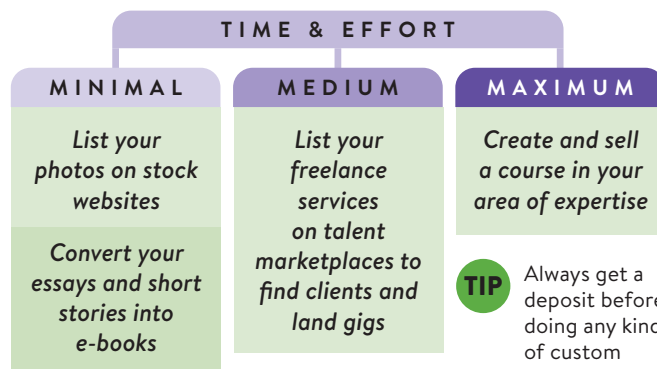 TIME & EFFORT
MINIMAL
List your
photos on stock
websites
Convert your
essays and short
stories into
e-books
MEDIUM
List your
freelance
services
on talent
marketplaces to
find clients and
land gigs
MAXIMUM
Create and sell
a course in your
area of expertise
TIP
Always get a
deposit before
doing any kind
of custom